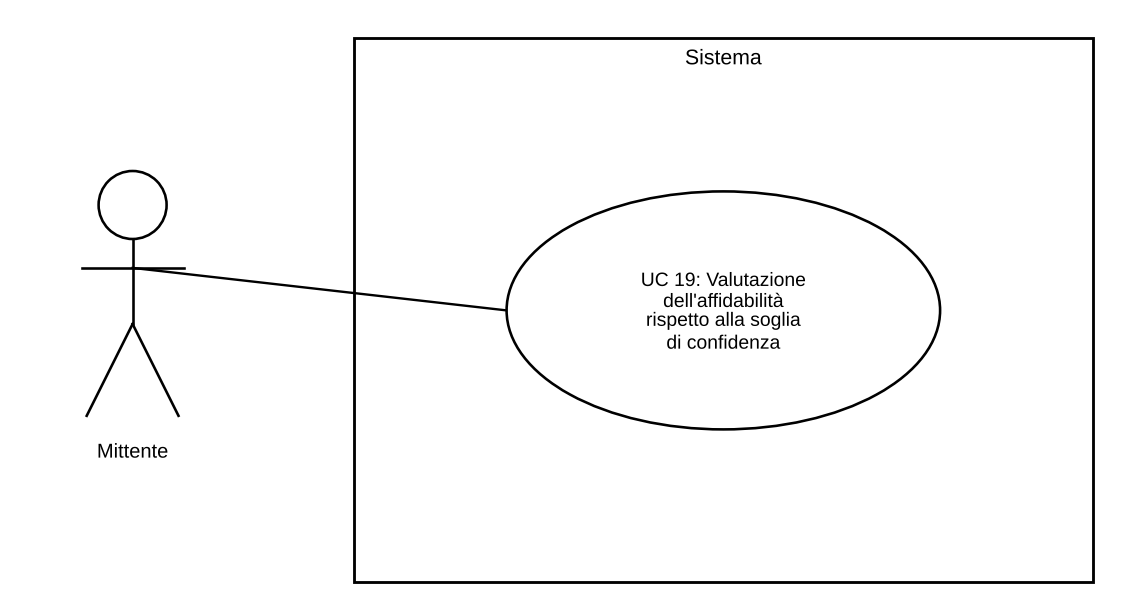 Sistema
UC 19: Valutazione
dell'affidabilità
rispetto alla soglia
di confidenza
Mittente